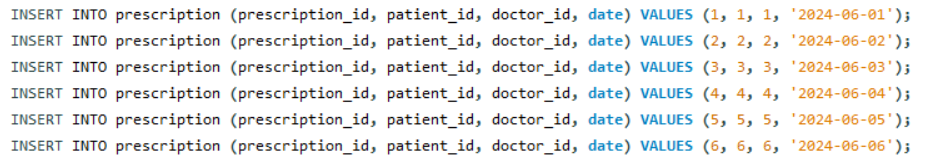 INSERT INTO prescription (prescription_id, patient_id, doctor_id, date) VALUES (1, 1, 1, '2024-06-01');
INSERT INTO prescription (prescription_id, patient_id, doctor_id, date) VALUES (2, 2, 2, '2024-06-02');
INSERT INTO prescription (prescription_id, patient_id, doctor_id, date) VALUES (3, 3, 3, '2024-06-03');
INSERT INTO prescription (prescription_id, patient_id, doctor_id, date) VALUES (4, 4, 4, '2024-06-04');
INSERT INTO prescription (prescription_id, patient_id, doctor_id, date) VALUES (5, 5, 5, '2024-06-05');
INSERT INTO prescription (prescription_id, patient_id, doctor_id, date) VALUES (6, 6, 6, '2024-06-06');